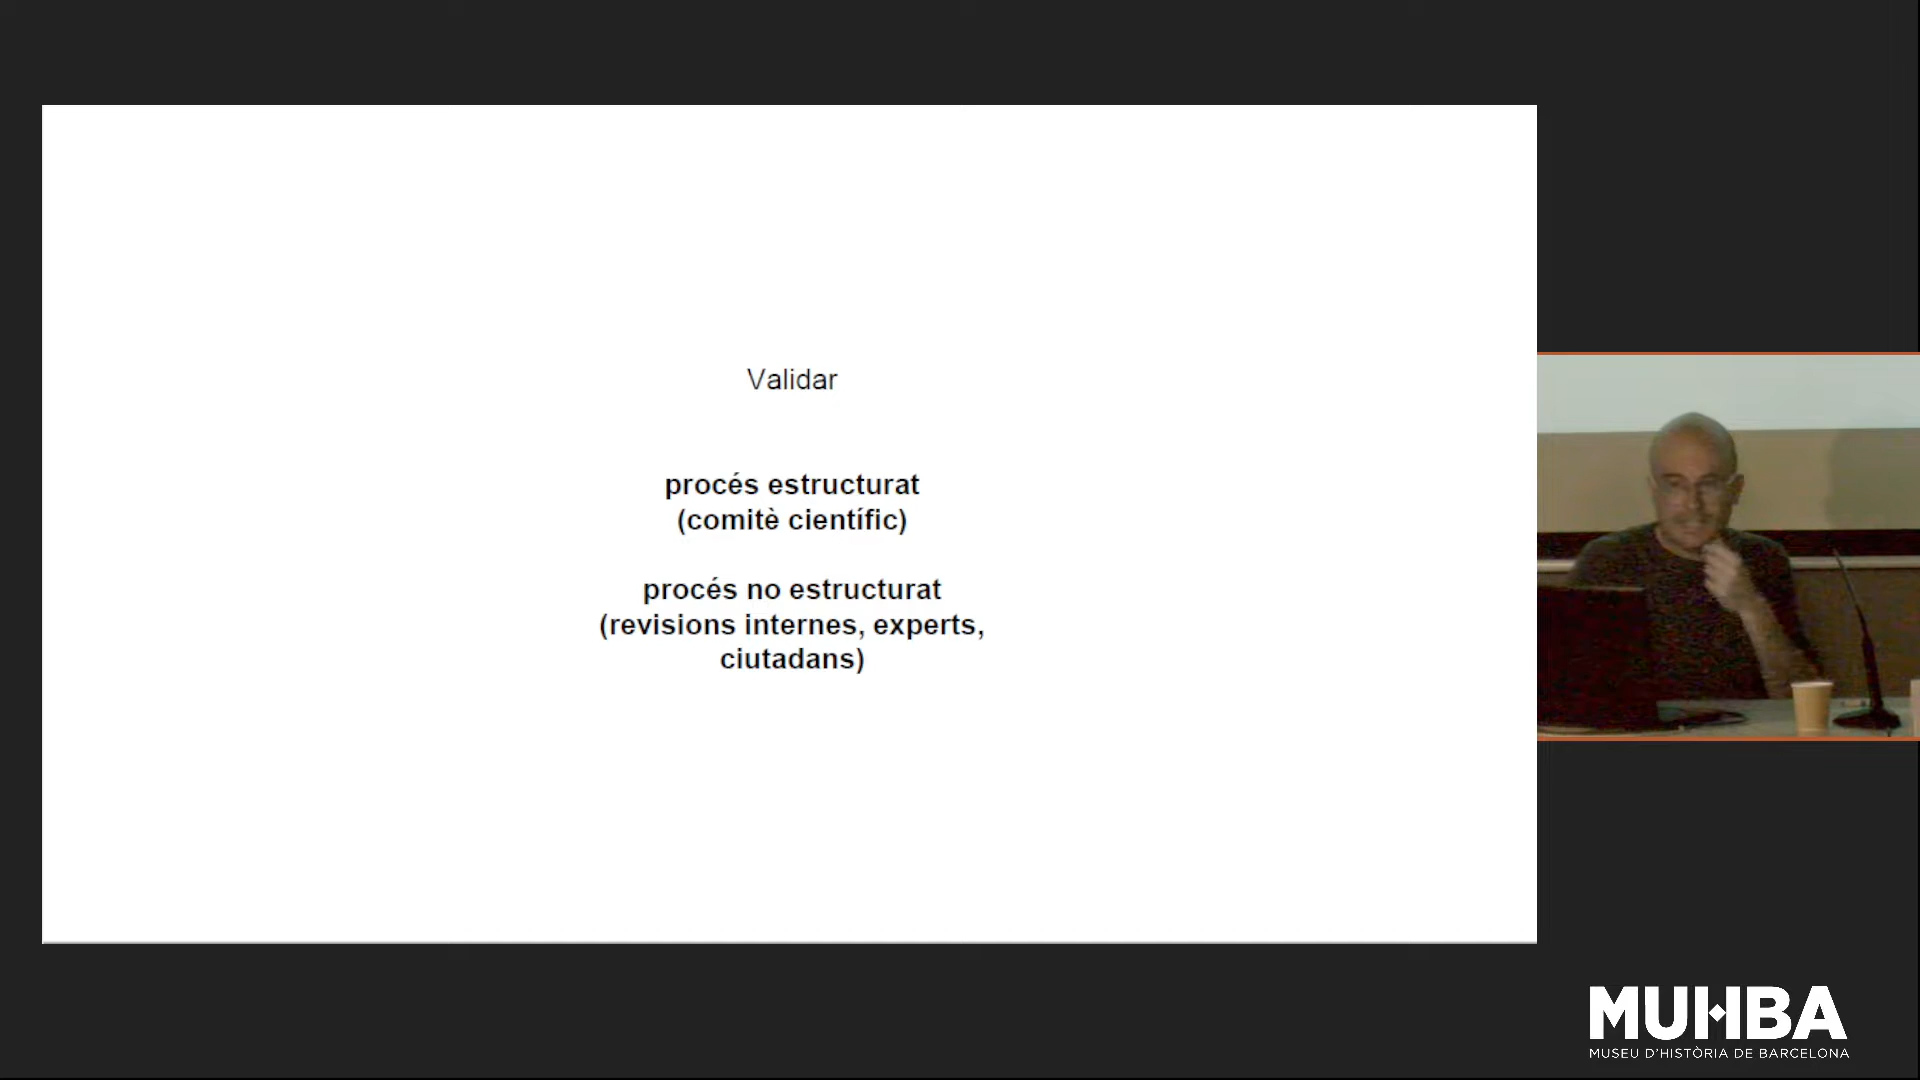 Validar
procés estructurat
(comitè científic)
procés no estructurat
(revisions internes, experts,
ciutadans)
MUHBA
MUSEU D'HISTÒRIA DE BARCELONA